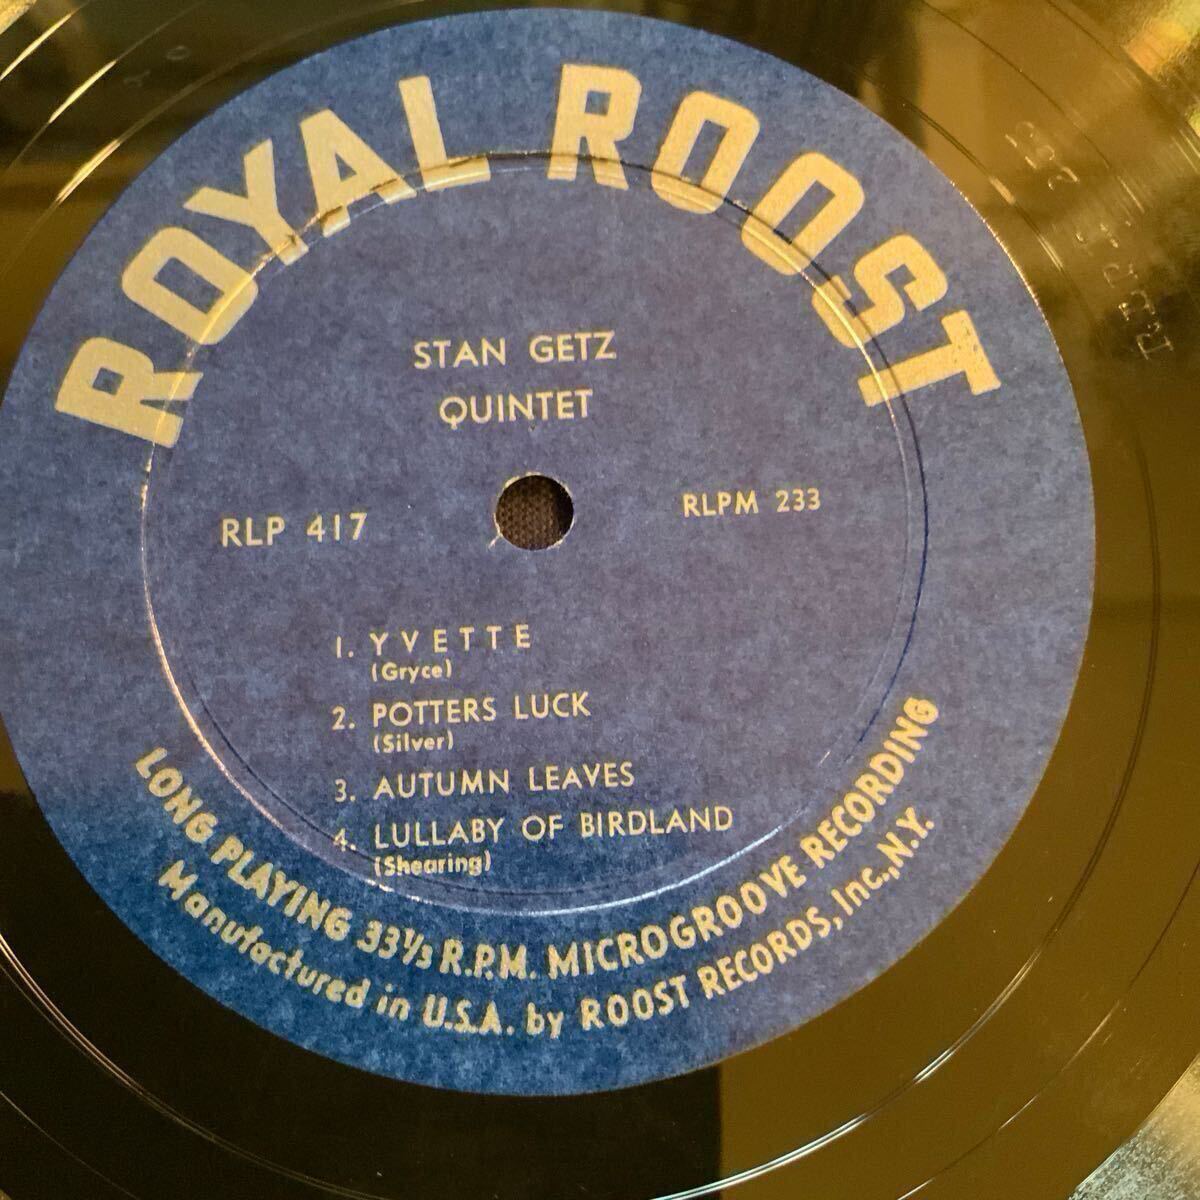 ROYAL ROOST
STAN GETZ
QUINTET
RLP 417
RLPM 233
1. YVETTE
(Gryce)
2. POTTERS LUCK
(Silver)
3. AUTUMN LEAVES
4. LULLABY OF BIRDLAND
(Shearing)
LONG PLAYING 33⅓ R.P.M. MICROGROOVE RECORDING
Manufactured in U.S.A. by ROOST RECORDS, Inc., N.Y.